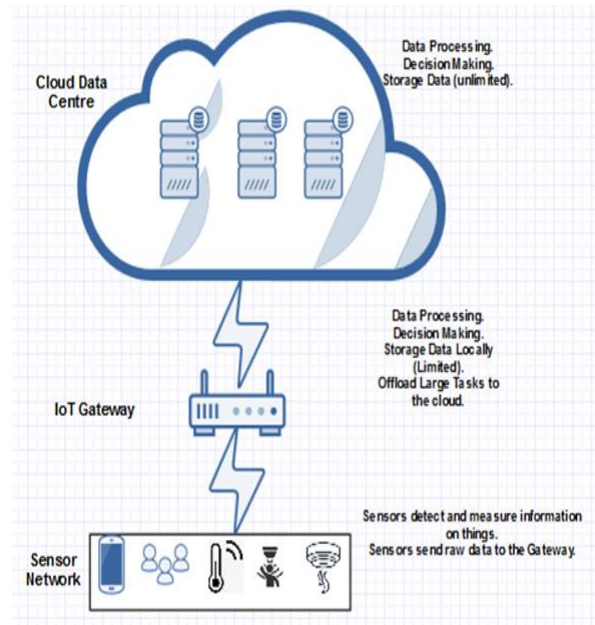 Cloud Data
Centre
Data Processing.
Decision Making.
Storage Data (unlimited).
Data Processing.
Decision Making.
Storage Data Locally
(Limited).
Offload Large Tasks to
the cloud.
IoT Gateway
Sensors detect and measure information
on things.
Sensors send raw data to the Gateway.
Sensor
Network